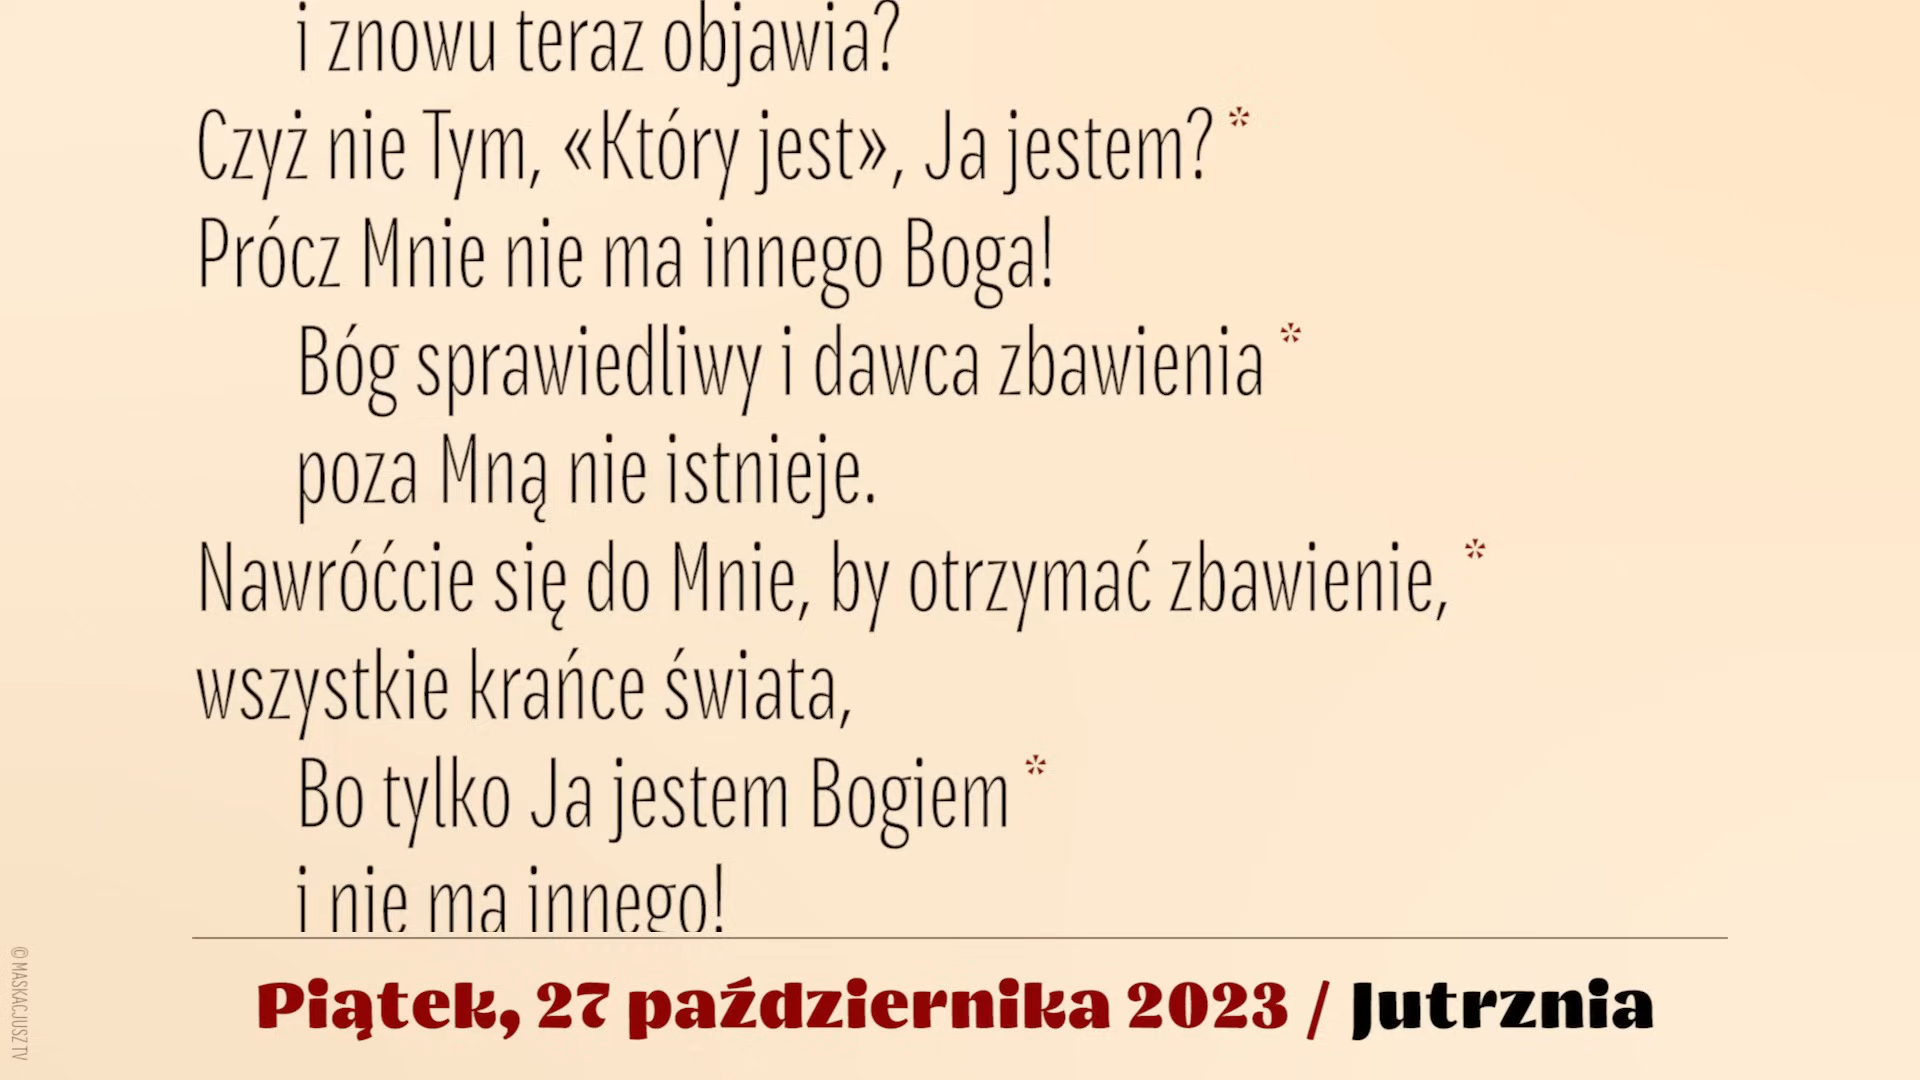 i znowu teraz objawia?
Czyż nie Tym, «Który jest», Ja jestem? *
Prócz Mnie nie ma innego Boga!
Bóg sprawiedliwy i dawca zbawienia *
poza Mną nie istnieje.
Nawróćcie się do Mnie, by otrzymać zbawienie, *
wszystkie krańce świata,
Bo tylko Ja jestem Bogiem *
i nie ma innego!
Piątek, 27 października 2023 / Jutrznia
© MASKACJUSZ TV